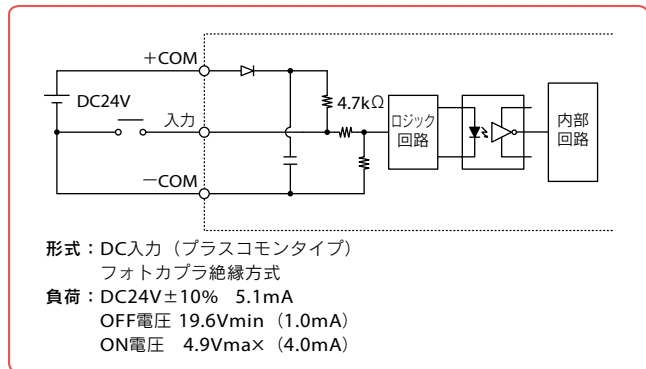 +COM
DC24V
4.7kΩ
入力
ロジック
回路
内部
回路
−COM
形式：DC入力（プラスコモンタイプ）
フォトカプラ絶縁方式
負荷：DC24V±10% 5.1mA
OFF電圧 19.6Vmin（1.0mA）
ON電圧 4.9Vma×（4.0mA）